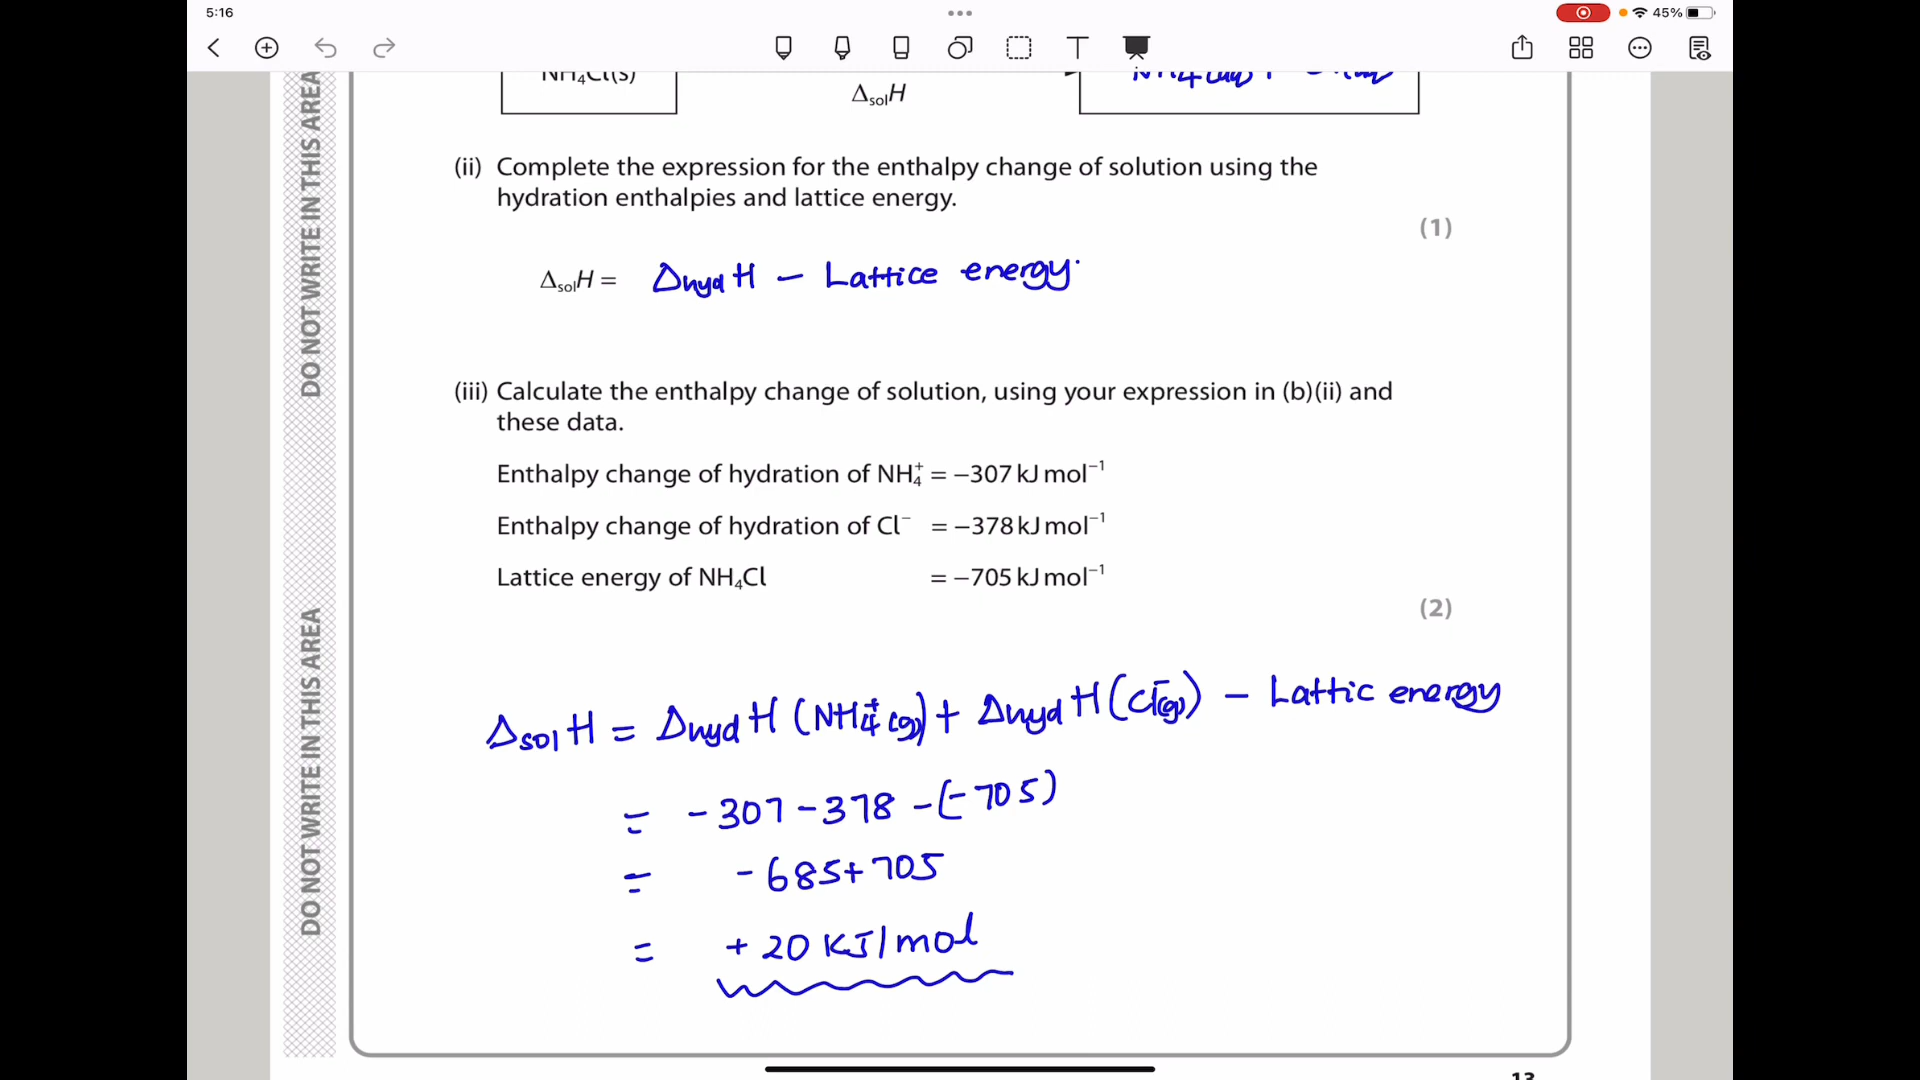 5:16
45%
NH₄Cl(s)
ΔsolH
(ii) Complete the expression for the enthalpy change of solution using the
hydration enthalpies and lattice energy.
(1)
ΔsolH = ΔhydH – Lattice energy.
(iii) Calculate the enthalpy change of solution, using your expression in (b)(ii) and
these data.
Enthalpy change of hydration of NH₄⁺ = −307 kJ mol⁻¹
Enthalpy change of hydration of Cl⁻ = −378 kJ mol⁻¹
Lattice energy of NH₄Cl = −705 kJ mol⁻¹
(2)
ΔsolH = ΔhydH (NH₄⁺(g)) + ΔhydH (Cl⁻(g)) – Lattic energy
= -307 -378 -(-705)
= -685+705
= +20 KJ/mol
DO NOT WRITE IN THIS AREA
DO NOT WRITE IN THIS AREA
13